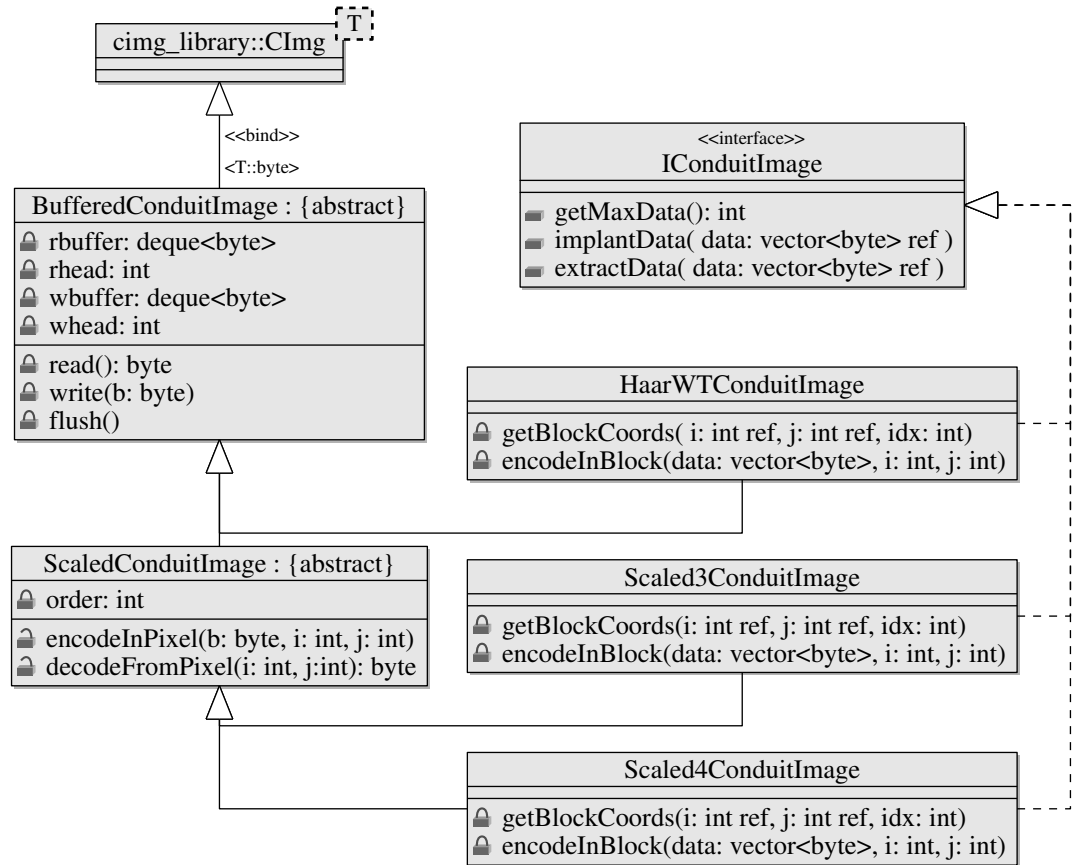 T
cimg_library::CImg
<<bind>>
<T::byte>
<<interface>>
IConduitImage
getMaxData(): int
implantData( data: vector<byte> ref )
extractData( data: vector<byte> ref )
BufferedConduitImage : {abstract}
rbuffer: deque<byte>
rhead: int
wbuffer: deque<byte>
whead: int
read(): byte
write(b: byte)
flush()
HaarWTConduitImage
getBlockCoords( i: int ref, j: int ref, idx: int)
encodeInBlock(data: vector<byte>, i: int, j: int)
ScaledConduitImage : {abstract}
order: int
encodeInPixel(b: byte, i: int, j: int)
decodeFromPixel(i: int, j:int): byte
Scaled3ConduitImage
getBlockCoords(i: int ref, j: int ref, idx: int)
encodeInBlock(data: vector<byte>, i: int, j: int)
Scaled4ConduitImage
getBlockCoords(i: int ref, j: int ref, idx: int)
encodeInBlock(data: vector<byte>, i: int, j: int)